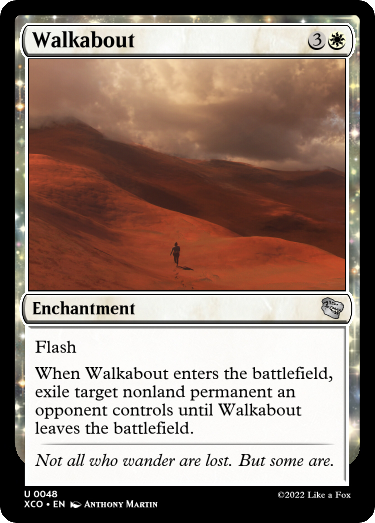 Walkabout 3
Enchantment
Flash
When Walkabout enters the battlefield,
exile target nonland permanent an
opponent controls until Walkabout
leaves the battlefield.
Not all who wander are lost. But some are.
U 0048
XCO • EN Anthony Martin
©2022 Like a Fox